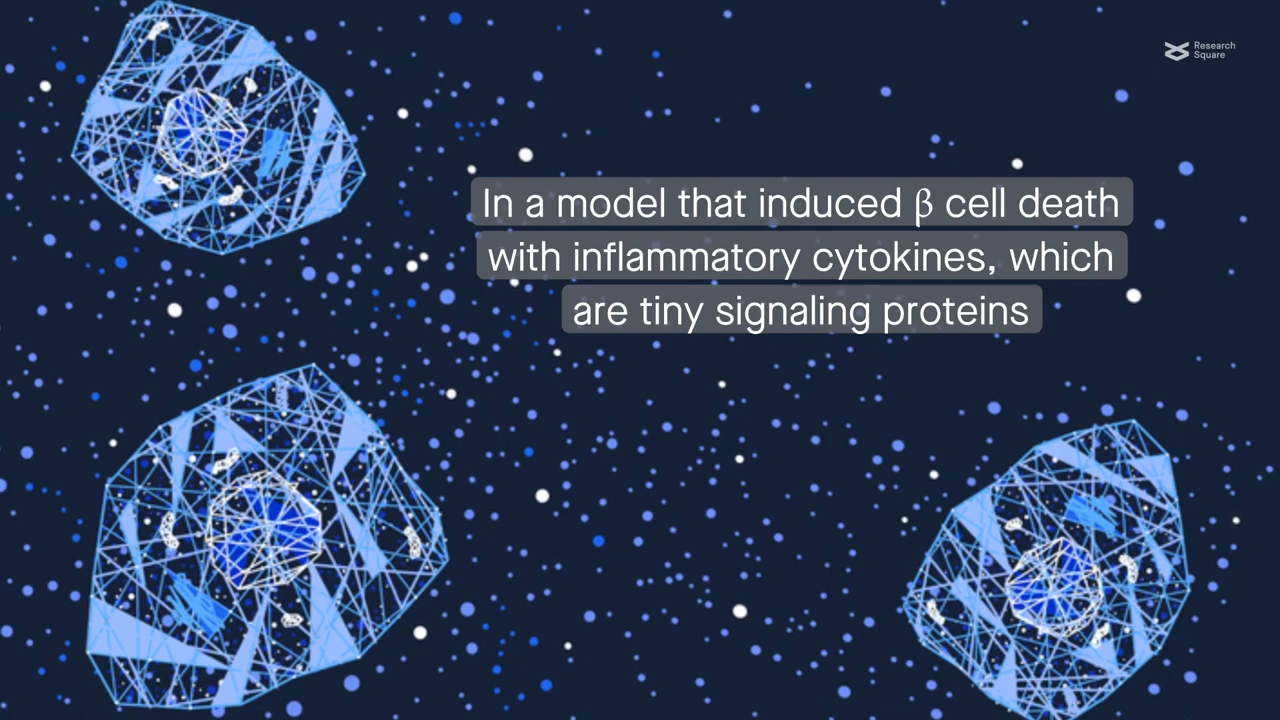 Research
Square
In a model that induced β cell death
with inflammatory cytokines, which
are tiny signaling proteins